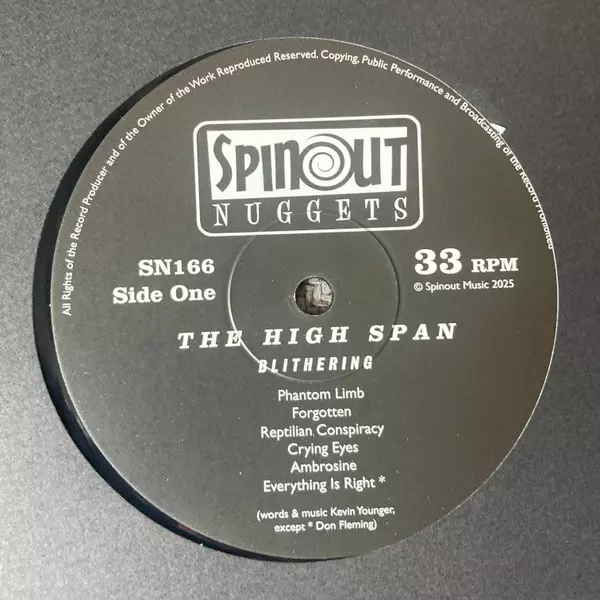 All Rights of the Record Producer and of the Owner of the Work Reproduced Reserved. Copying, Public Performance and Broadcasting of the Record Prohibited
SPINOUT
NUGGETS
SN166
Side One
33 RPM
© Spinout Music 2025
THE HIGH SPAN
BLITHERING
Phantom Limb
Forgotten
Reptilian Conspiracy
Crying Eyes
Ambrosine
Everything Is Right *
(words & music Kevin Younger,
except * Don Fleming)